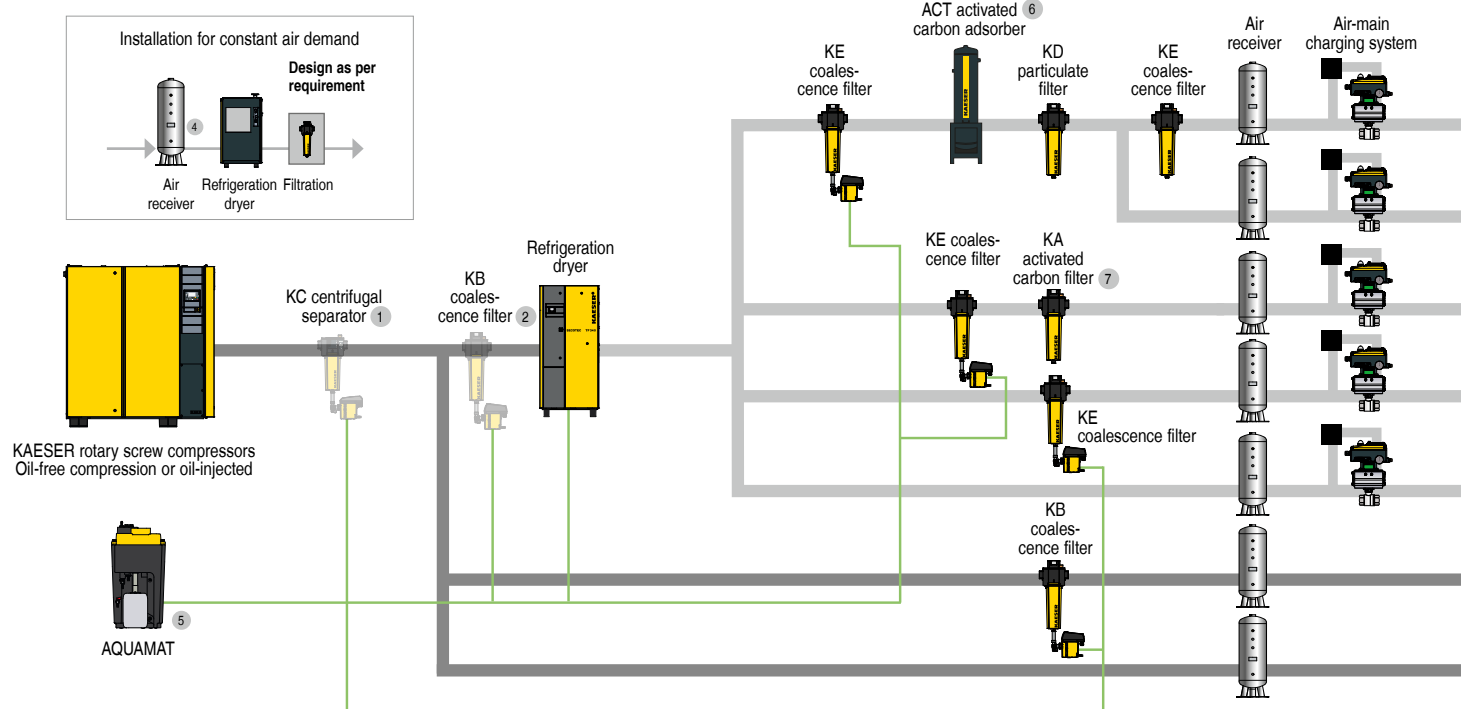 Installation for constant air demand
Design as per
requirement
4
Air
receiver
Refrigeration
dryer
Filtration
ACT activated 6
carbon adsorber
KE
coales-
cence filter
KAESER
KD
particulate
filter
KE
coales-
cence filter
Air
receiver
Air-main
charging system
KAESER rotary screw compressors
Oil-free compression or oil-injected
KC centrifugal
separator 1
KB
coales-
cence filter 2
Refrigeration
dryer
KAESER
KE coales-
cence filter
KA
activated
carbon filter 7
KE
coalescence filter
KB
coales-
cence filter
5
AQUAMAT